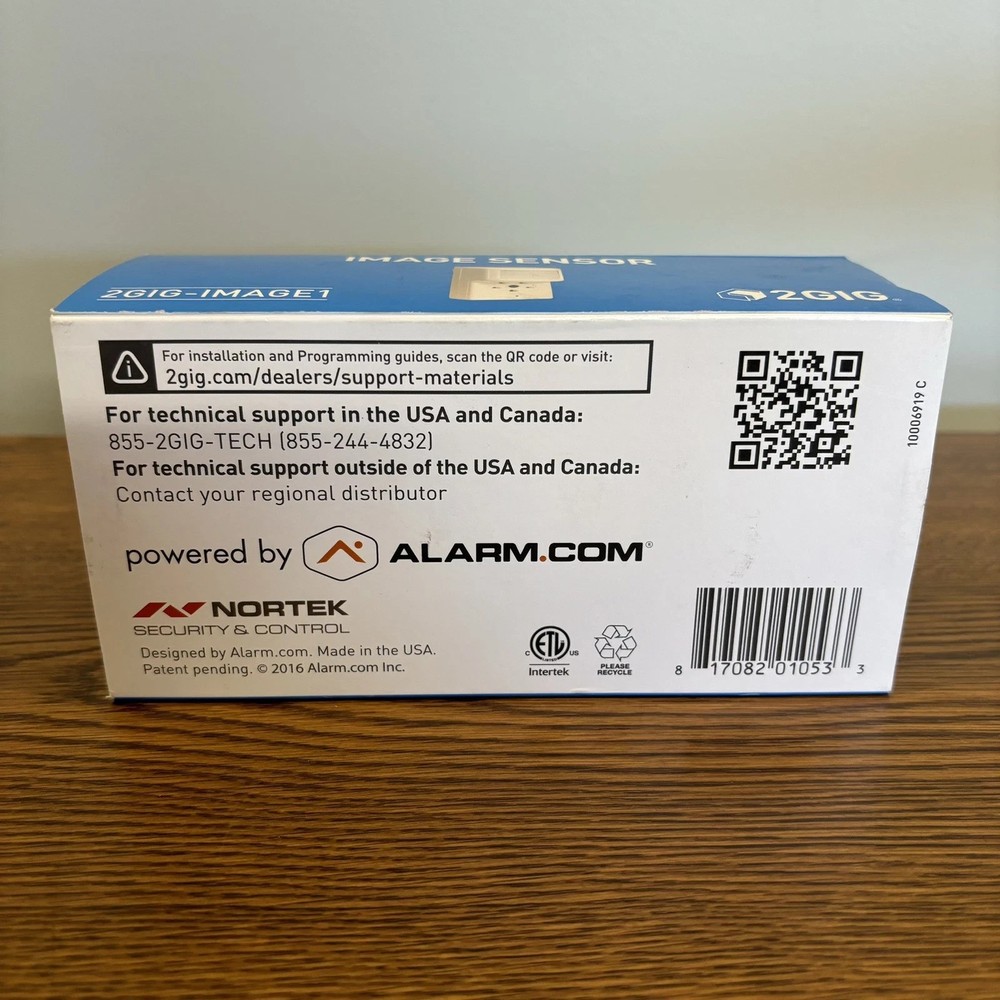 IMAGE SENSOR
2GIG-IMAGE1
2GIG
For installation and Programming guides, scan the QR code or visit:
2gig.com/dealers/support-materials
For technical support in the USA and Canada:
855-2GIG-TECH (855-244-4832)
For technical support outside of the USA and Canada:
Contact your regional distributor
10006919 C
powered by ALARM.COM®
NORTEK
SECURITY & CONTROL
Designed by Alarm.com. Made in the USA.
Patent pending. © 2016 Alarm.com Inc.
C ETL US
LISTED
Intertek
PLEASE
RECYCLE
8 17082 01053 3